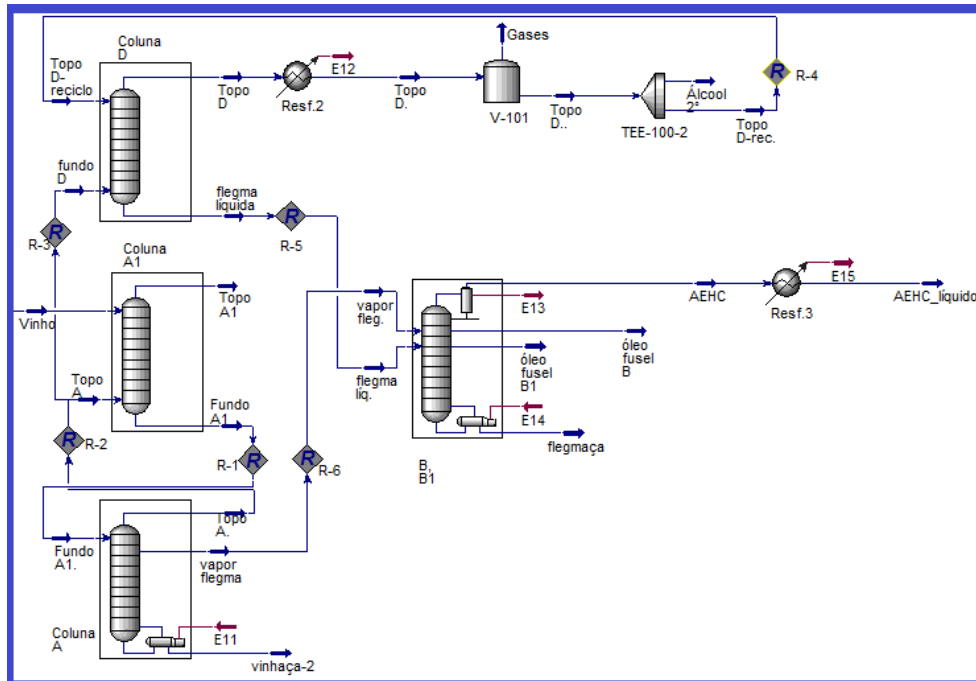 Coluna
D
Gases
E12
R
R-4
Topo
D-reciclo
Topo
D
Resf.2
Topo
D.
V-101
Topo
D..
Álcool
2°
TEE-100-2
Topo
D-rec.
fundo
D
flegma
líquida
R
R-5
R
R-3
Coluna
A1
Topo
A1
Vinho
vapor
fleg.
E13
AEHC
E15
Resf.3
AEHC_líquido
óleo
fusel
B1
óleo
fusel
B
flegma
líq.
Topo
A
Fundo
A1
E14
flegmaça
R
R-2
R
R-1
R
R-6
B,
B1
Topo
A.
Fundo
A1.
vapor
flegma
Coluna
A
E11
vinhaça-2